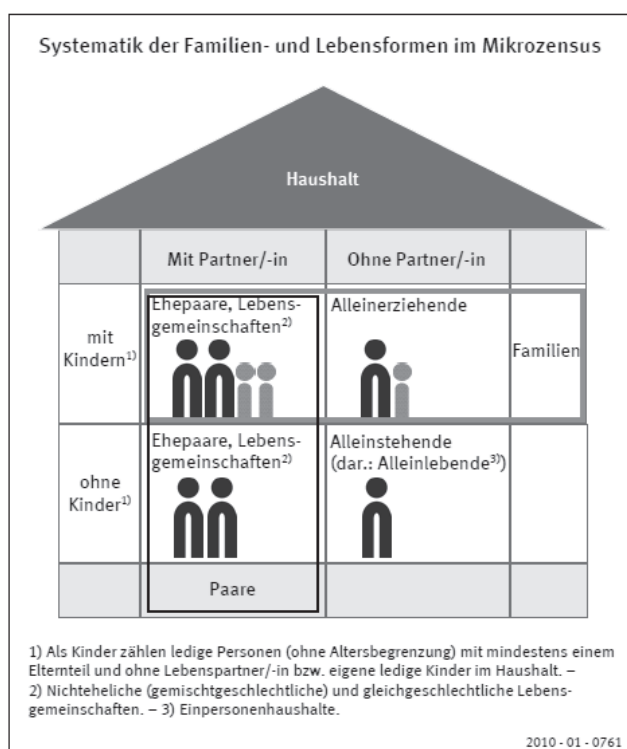 Systematik der Familien- und Lebensformen im Mikrozensus
Haushalt
Mit Partner/-in
Ohne Partner/-in
mit
Kindern1)
Ehepaare, Lebens-
gemeinschaften2)
Alleinerziehende
Familien
ohne
Kinder1)
Ehepaare, Lebens-
gemeinschaften2)
Alleinstehende
(dar.: Alleinlebende3))
Paare
1) Als Kinder zählen ledige Personen (ohne Altersbegrenzung) mit mindestens einem
Elternteil und ohne Lebenspartner/-in bzw. eigene ledige Kinder im Haushalt. –
2) Nichteheliche (gemischtgeschlechtliche) und gleichgeschlechtliche Lebens-
gemeinschaften. – 3) Einpersonenhaushalte.
2010 - 01 - 0761